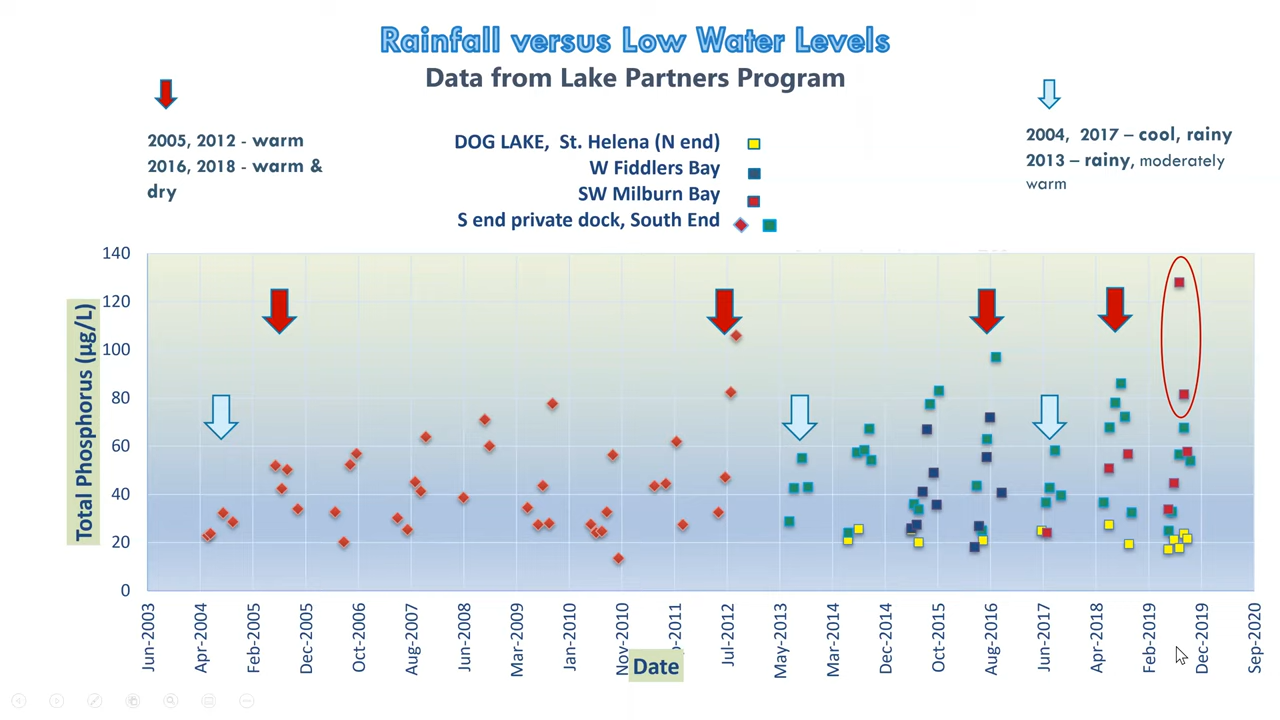 Rainfall versus Low Water Levels
Data from Lake Partners Program
2005, 2012 - warm
2016, 2018 - warm &
dry
DOG LAKE, St. Helena (N end)
W Fiddlers Bay
SW Milburn Bay
S end private dock, South End
2004, 2017 – cool, rainy
2013 – rainy, moderately
warm
Total Phosphorus (µg/L)
140
120
100
80
60
40
20
0
Jun-2003
Apr-2004
Feb-2005
Dec-2005
Oct-2006
Aug-2007
Jun-2008
Mar-2009
Jan-2010
Nov-2010
-2011
Jul-2012
May-2013
Mar-2014
Dec-2014
Oct-2015
Aug-2016
Jun-2017
Apr-2018
Feb-2019
Dec-2019
Sep-2020
Date